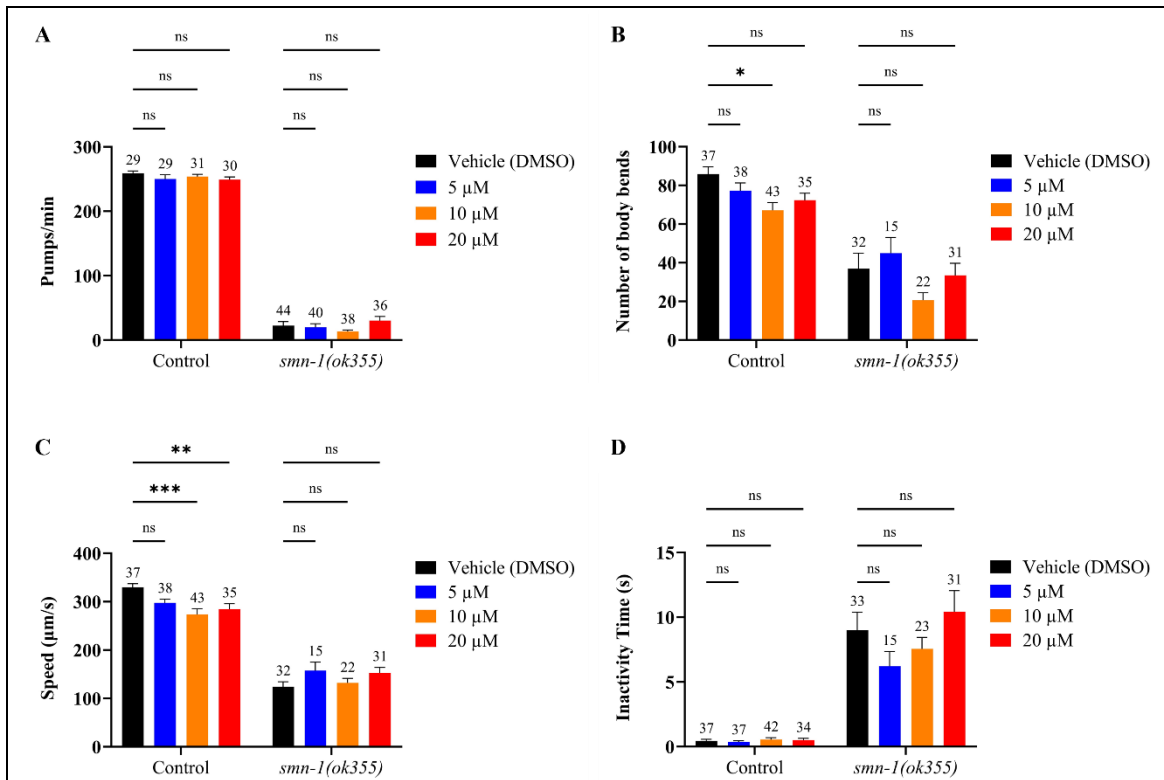 A
ns
ns
ns
ns
ns
ns
300
200
100
0
Pumps/min
29
29
31
30
44
40
38
36
Control
smn-1(ok355)
Vehicle (DMSO)
5 µM
10 µM
20 µM
B
ns
*
ns
ns
ns
ns
100
80
60
40
20
0
Number of body bends
37
38
43
35
32
15
22
31
Control
smn-1(ok355)
Vehicle (DMSO)
5 µM
10 µM
20 µM
C
**
***
ns
ns
ns
ns
400
300
200
100
0
Speed (µm/s)
37
38
43
35
32
15
22
31
Control
smn-1(ok355)
Vehicle (DMSO)
5 µM
10 µM
20 µM
D
ns
ns
ns
ns
ns
ns
15
10
5
0
Inactivity Time (s)
37
37
42
34
33
15
23
31
Control
smn-1(ok355)
Vehicle (DMSO)
5 µM
10 µM
20 µM